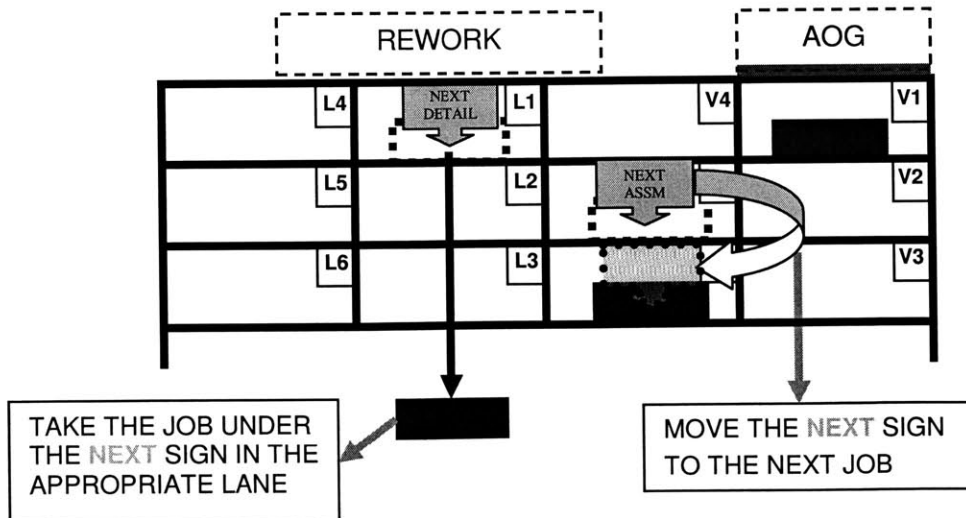 REWORK
AOG
L4
NEXT
DETAIL
L1
V4
V1
L5
L2
NEXT
ASSM
V2
L6
L3
V3
TAKE THE JOB UNDER
THE NEXT SIGN IN THE
APPROPRIATE LANE
MOVE THE NEXT SIGN
TO THE NEXT JOB